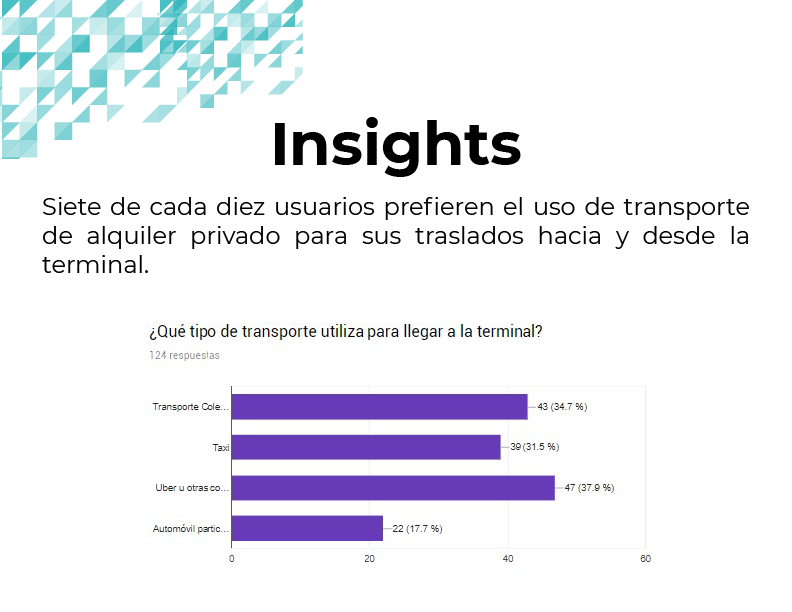 Insights
Siete de cada diez usuarios prefieren el uso de transporte
de alquiler privado para sus traslados hacia y desde la
terminal.
¿Qué tipo de transporte utiliza para llegar a la terminal?
124 respuestas
Transporte Cole... 43 (34.7 %)
Taxi 39 (31.5 %)
Uber u otras co... 47 (37.9 %)
Automóvil partic... 22 (17.7 %)
0 20 40 60